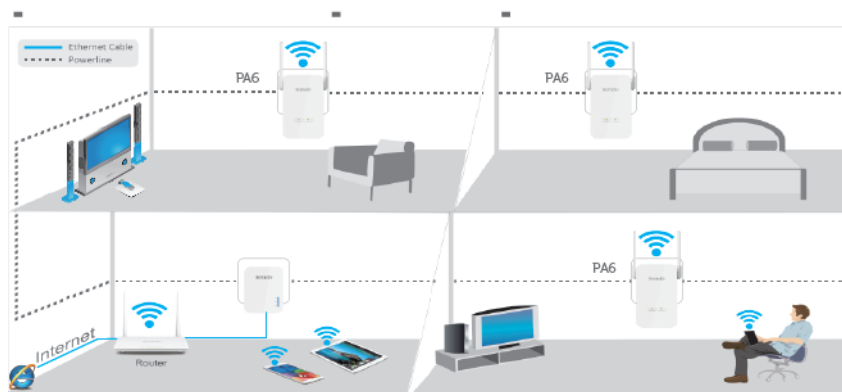 Ethernet Cable
Powerline
PA6
PA6
PA6
Internet
Router